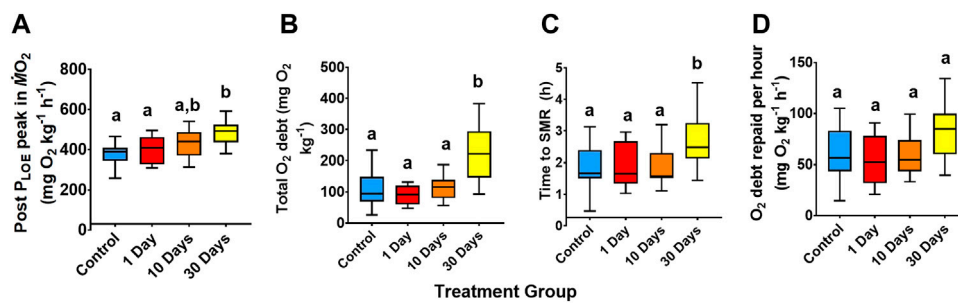 A
Post PLOE peak in ṀO2
(mg O2 kg-1 h-1)
800
600
400
200
0
a
a
a,b
b
Control
1 Day
10 Days
30 Days
B
Total O2 debt (mg O2
kg-1)
500
400
300
200
100
0
a
a
a
b
Control
1 Day
10 Days
30 Days
C
Time to SMR (h)
5
4
3
2
1
0
a
a
a
b
Control
1 Day
10 Days
30 Days
D
O2 debt repaid per hour
(mg O2 kg-1 h-1)
150
100
50
0
a
a
a
a
Control
1 Day
10 Days
30 Days
Treatment Group